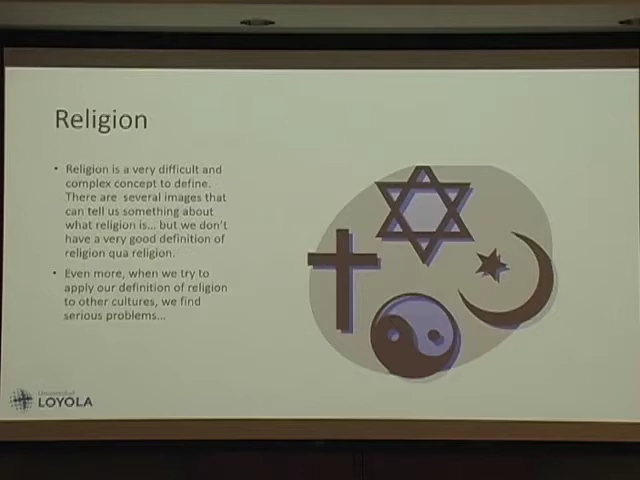 Religion
• Religion is a very difficult and
complex concept to define.
There are several images that
can tell us something about
what religion is... but we don't
have a very good definition of
religion qua religion.
• Even more, when we try to
apply our definition of religion
to other cultures, we find
serious problems...
LOYOLA